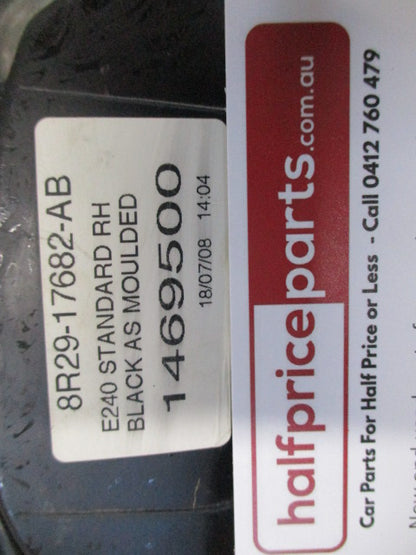 8R29-17682-AB
E240 STANDARD RH
BLACK AS MOULDED
1469500
18/07/08 14:04
halfpriceparts.com.au
Car Parts For Half Price or Less - Call 0412 760 479